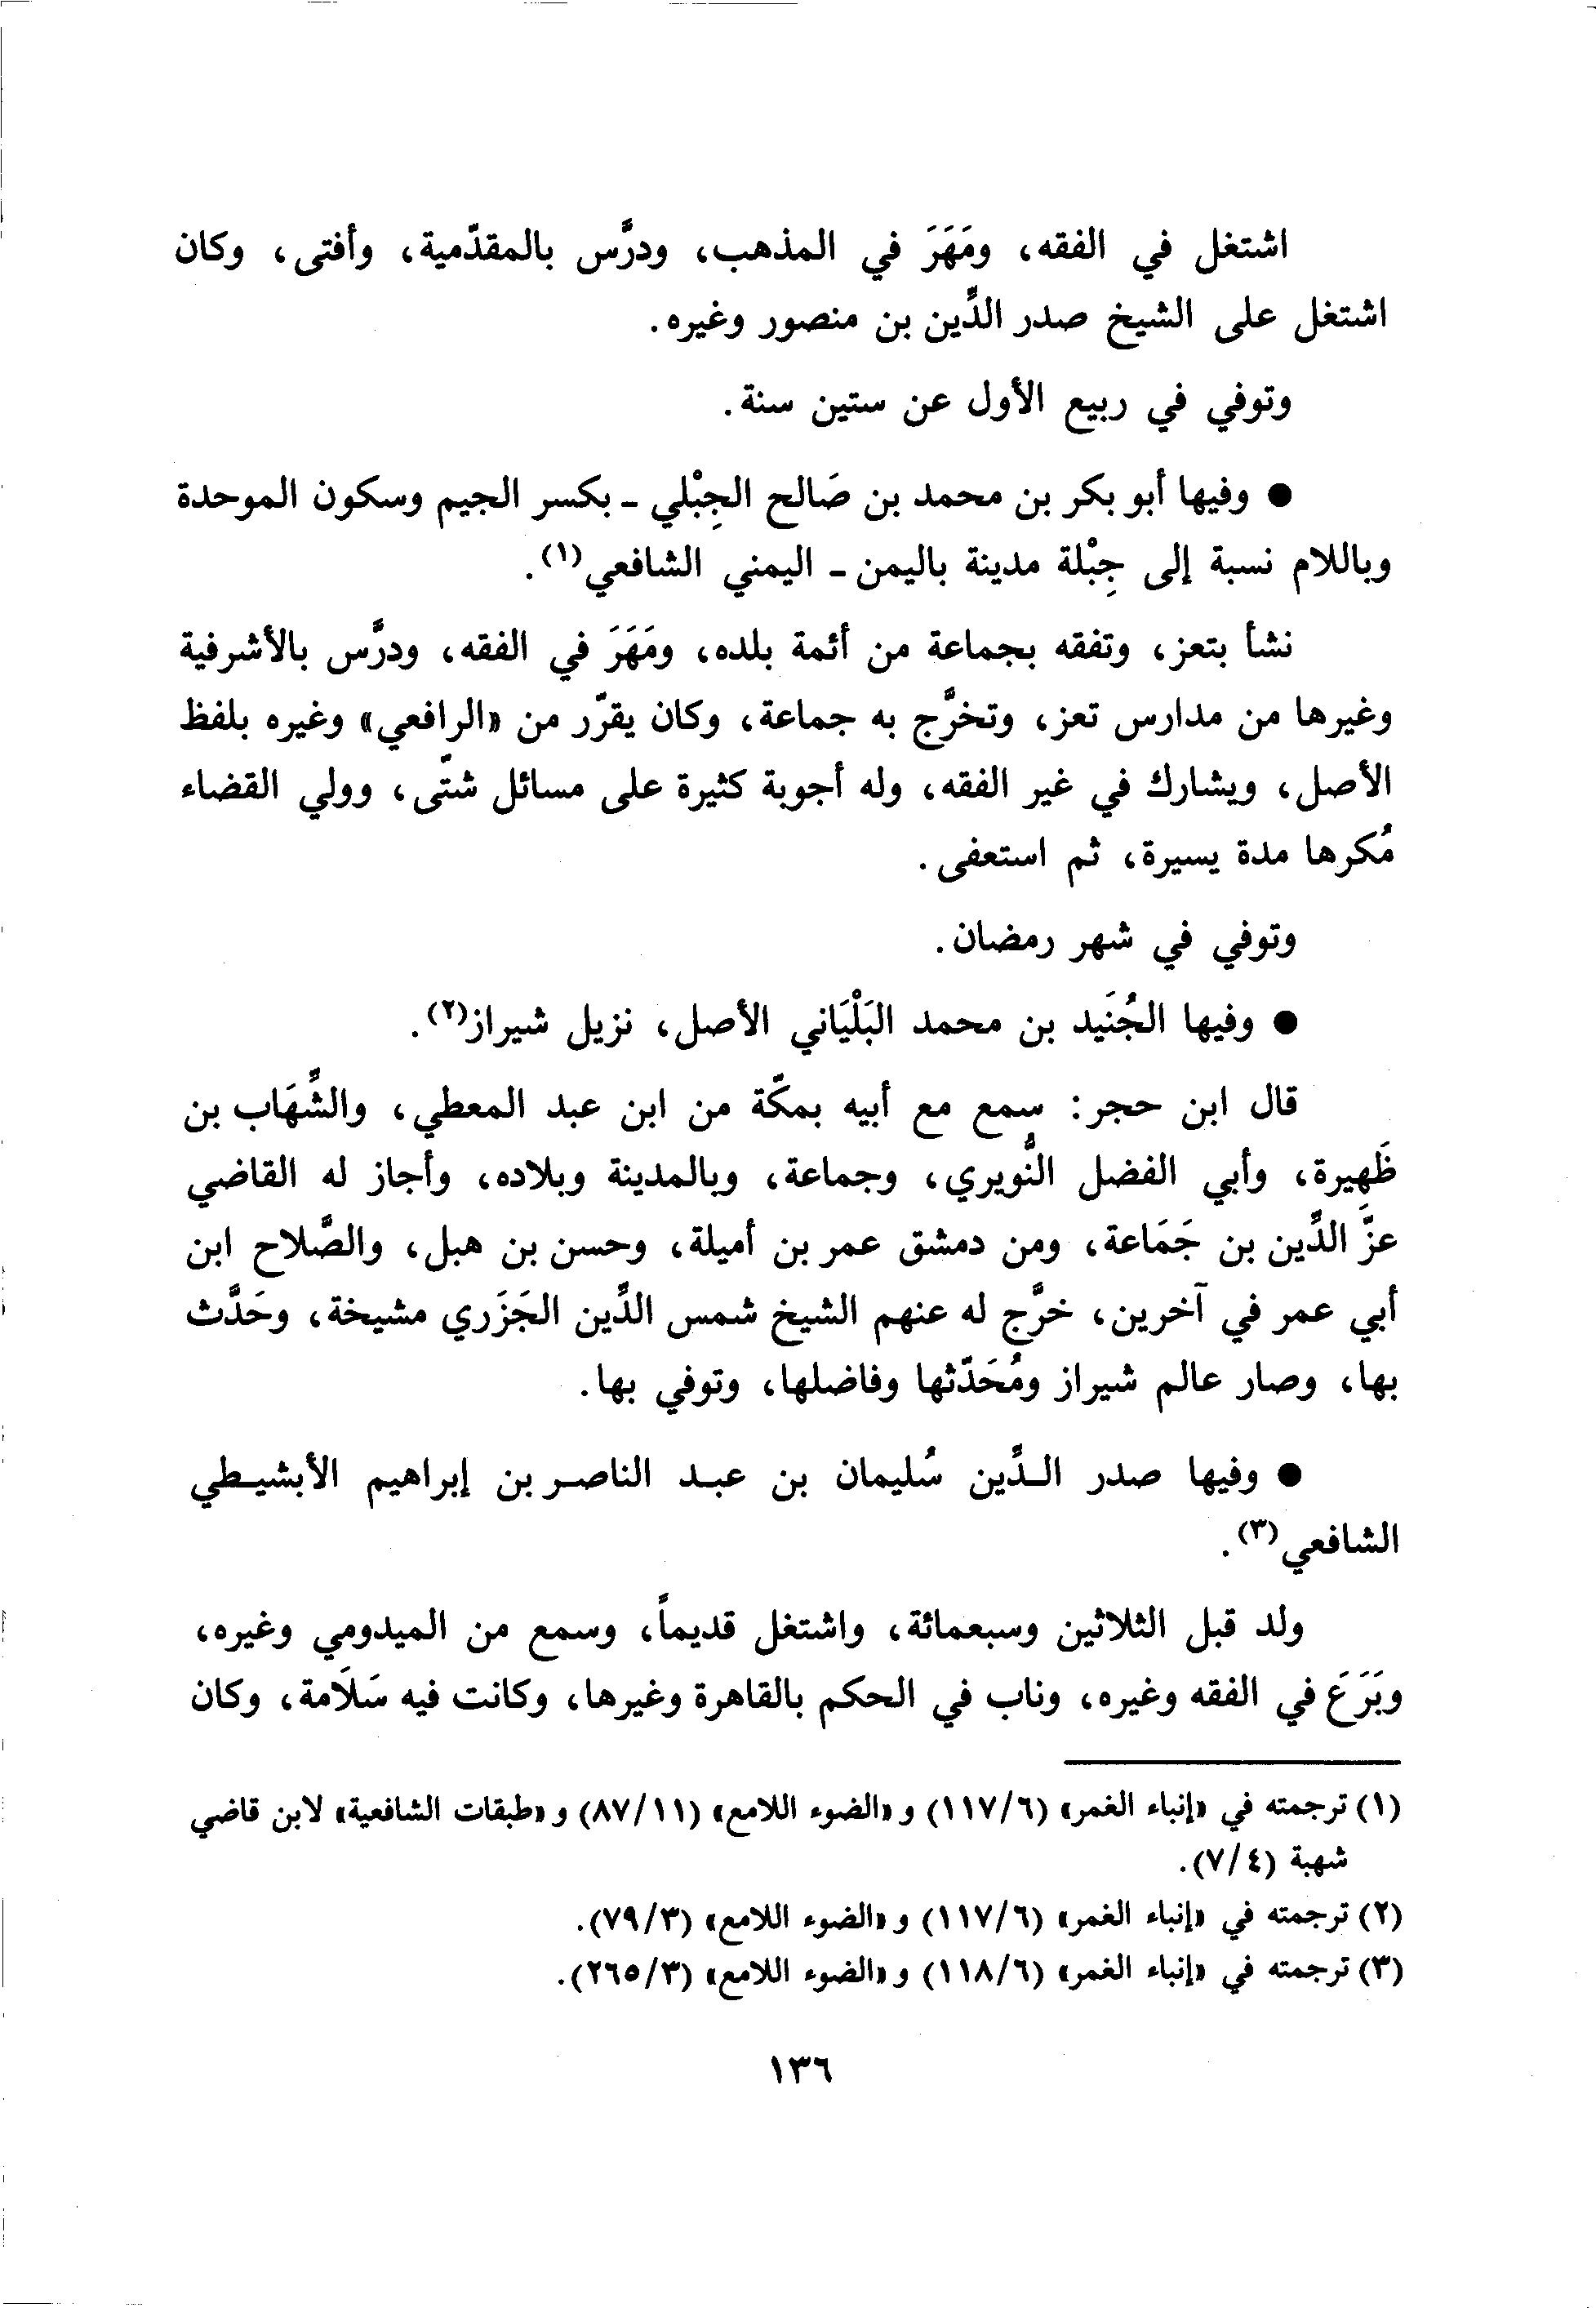 اشتغل في الفقه، ومَهَرَ في المذهب، ودرَّس بالمقدّمية، وأفتى، وكان
اشتغل على الشيخ صدر الدِّين بن منصور وغيره.
وتوفي في ربيع الأول عن ستين سنة.
● وفيها أبو بكر بن محمد بن صَالح الجِبْلي ـ بكسر الجيم وسكون الموحدة
وباللام نسبة إلى جِبْلة مدينة باليمن ـ اليمني الشافعي(١).
نشأ بتعز، وتفقه بجماعة من أئمة بلده، ومَهَرَ في الفقه، ودرَّس بالأشرفية
وغيرها من مدارس تعز، وتخرَّج به جماعة، وكان يقرّر من «الرافعي» وغيره بلفظ
الأصل، ويشارك في غير الفقه، وله أجوبة كثيرة على مسائل شتّى، وولي القضاء
مُكرها مدة يسيرة، ثم استعفى.
وتوفي في شهر رمضان.
● وفيها الجُنَيد بن محمد البَلْيَاني الأصل، نزيل شيراز(٢).
قال ابن حجر: سمع مع أبيه بمكّة من ابن عبد المعطي، والشِّهَاب بن
ظَهِيرة، وأبي الفضل النُّويري، وجماعة، وبالمدينة وبلاده، وأجاز له القاضي
عزَّ الدِّين بن جَمَاعة، ومن دمشق عمر بن أميلة، وحسن بن هبل، والصَّلاح ابن
أبي عمر في آخرين، خرَّج له عنهم الشيخ شمس الدِّين الجَزَري مشيخة، وحَدَّث
بها، وصار عالم شيراز ومُحَدّثها وفاضلها، وتوفي بها.
● وفيها صدر الـدِّين سُليمان بن عبـد الناصـر بن إبراهيم الأبشيـطي
الشافعي(٣).
ولد قبل الثلاثين وسبعمائة، واشتغل قديماً، وسمع من الميدومي وغيره،
وبَرَعَ في الفقه وغيره، وناب في الحكم بالقاهرة وغيرها، وكانت فيه سَلَامة، وكان
(١) ترجمته في «إنباء الغمر» (١١٧/٦) و«الضوء اللامع» (٨٧/١١) و«طبقات الشافعية» لابن قاضي
شهبة (٧/٤).
(٢) ترجمته في «إنباء الغمر» (١١٧/٦) و«الضوء اللامع» (٧٩/٣).
(٣) ترجمته في «إنباء الغمر» (١١٨/٦) و«الضوء اللامع» (٢٦٥/٣).
١٣٦